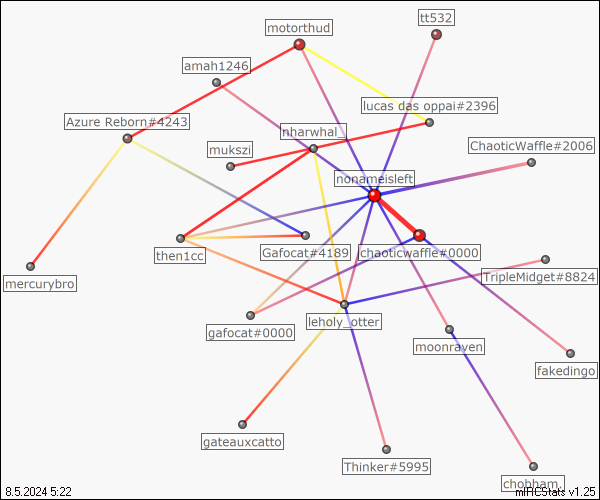 tt532
motorthud
amah1246
lucas das oppai#2396
Azure Reborn#4243
nharwhal_
mukszi
ChaoticWaffle#2006
nonameisleft
then1cc
Gafocat#4189
chaoticwaffle#0000
mercurybro
TripleMidget#8824
gafocat#0000
leholy_otter
moonraven
fakedingo
gateauxcatto
Thinker#5995
chobham_
8.5.2024 5:22
mIRCStats v1.25